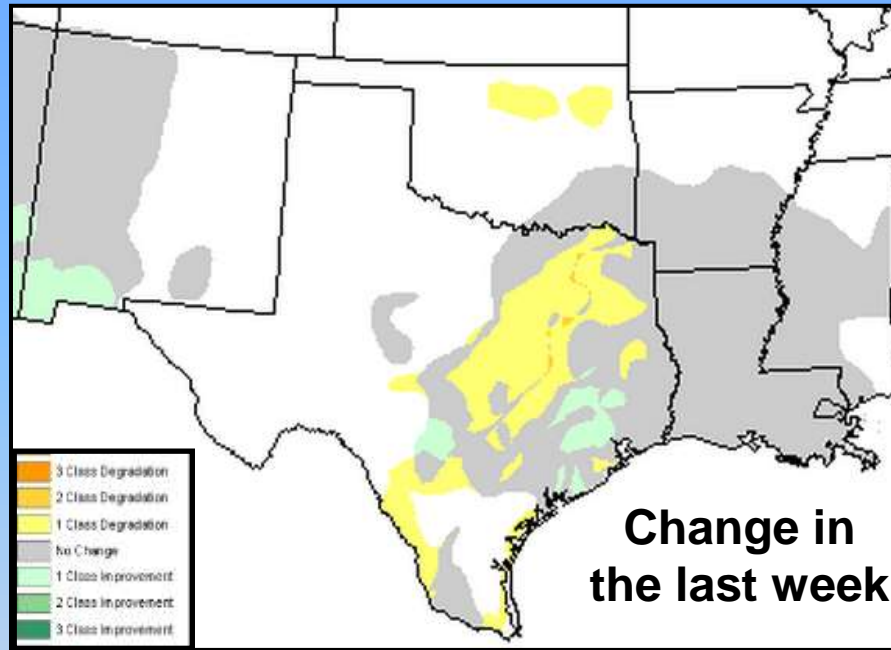 3 Class Degradation
2 Class Degradation
1 Class Degradation
No Change
1 Class Improvement
2 Class Improvement
3 Class Improvement
Change in
the last week